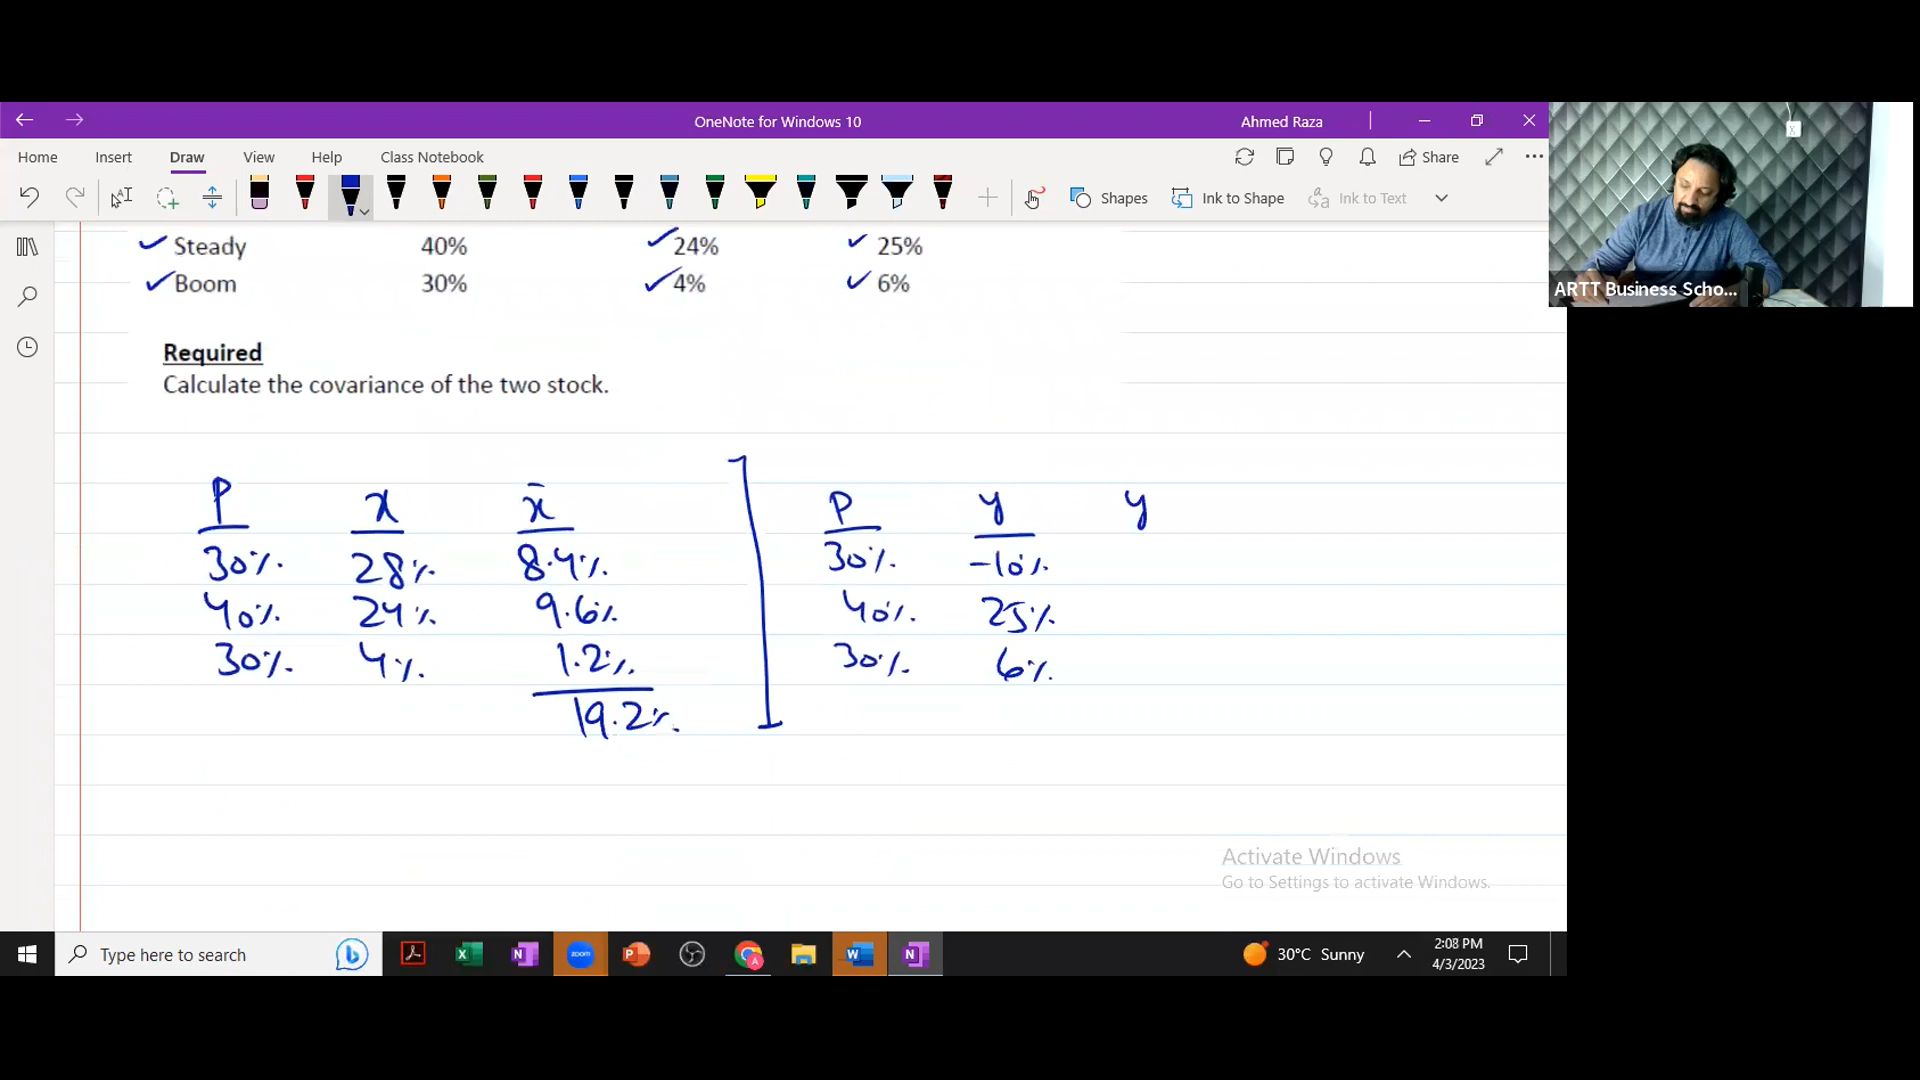 OneNote for Windows 10
Ahmed Raza
Home Insert Draw View Help Class Notebook
Share
Shapes Ink to Shape Ink to Text
Steady 40% 24% 25%
Boom 30% 4% 6%
Required
Calculate the covariance of the two stock.
P x x̄ P y y
30% 28% 8.4% 30% -10%
40% 24% 9.6% 40% 25%
30% 4% 1.2% 30% 6%
19.2%
ARTT Business Scho...
Activate Windows
Go to Settings to activate Windows.
Type here to search
zoom
30°C Sunny
2:08 PM
4/3/2023